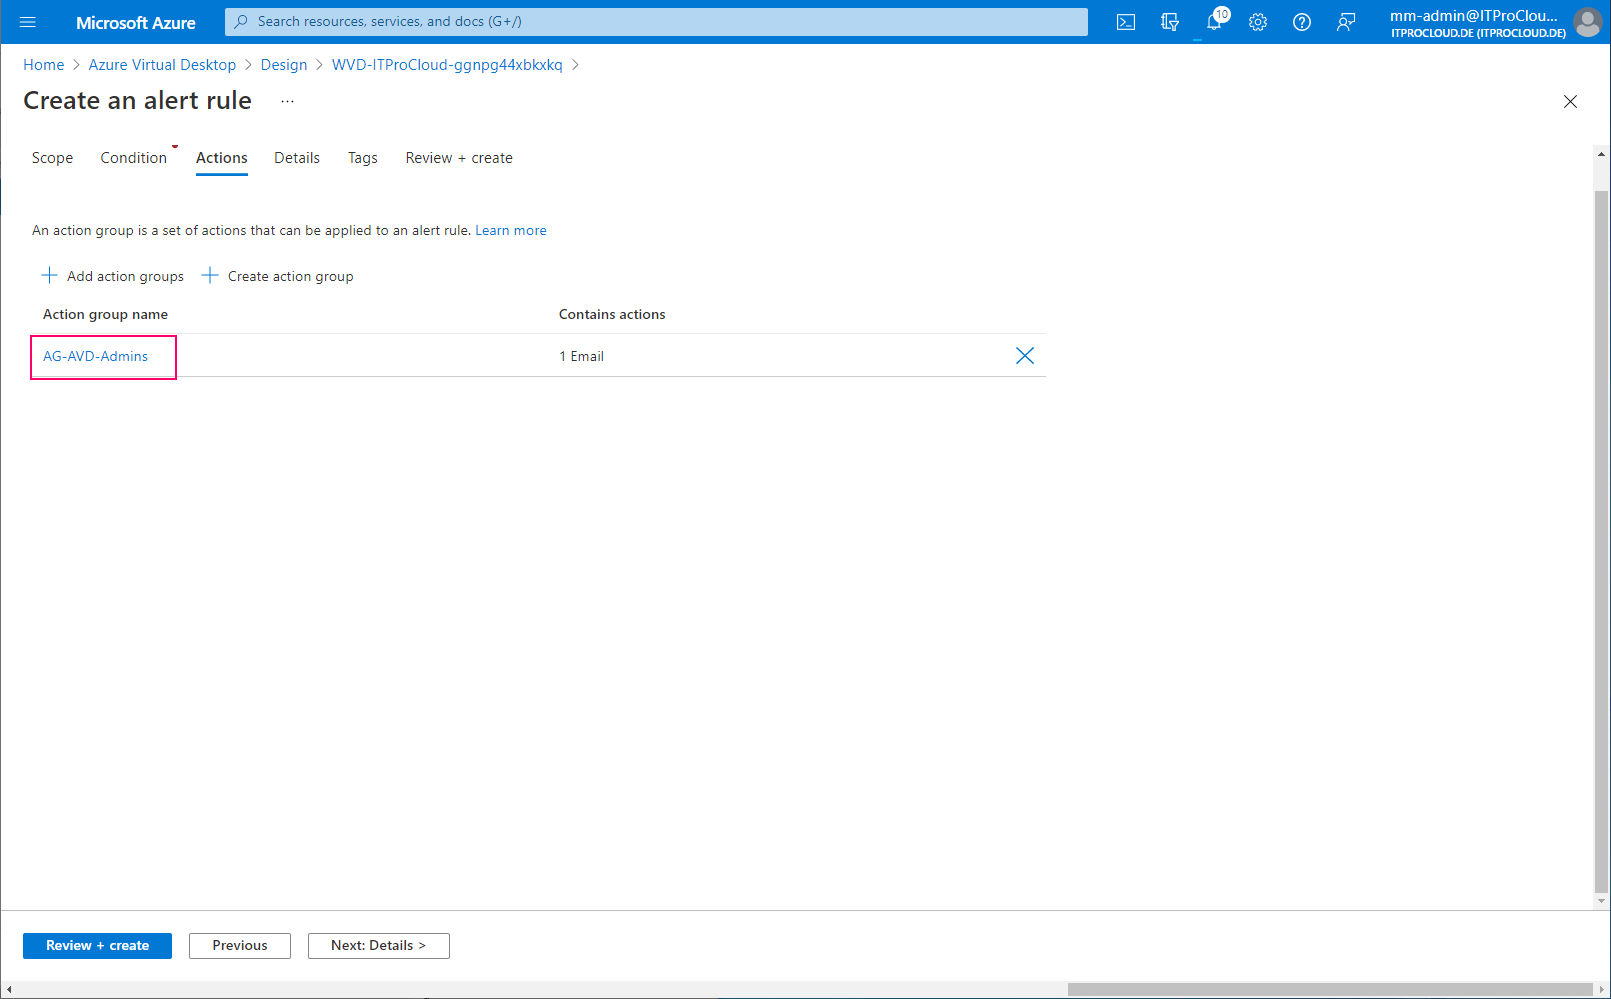 Microsoft Azure
Search resources, services, and docs (G+/)
10
mm-admin@ITProClou...
ITPROCLOUD.DE (ITPROCLOUD.DE)
Home > Azure Virtual Desktop > Design > WVD-ITProCloud-ggnpg44xbkxkq >
Create an alert rule ...
Scope Condition Actions Details Tags Review + create
An action group is a set of actions that can be applied to an alert rule. Learn more
Add action groups Create action group
Action group name Contains actions
AG-AVD-Admins 1 Email
Review + create Previous Next: Details >